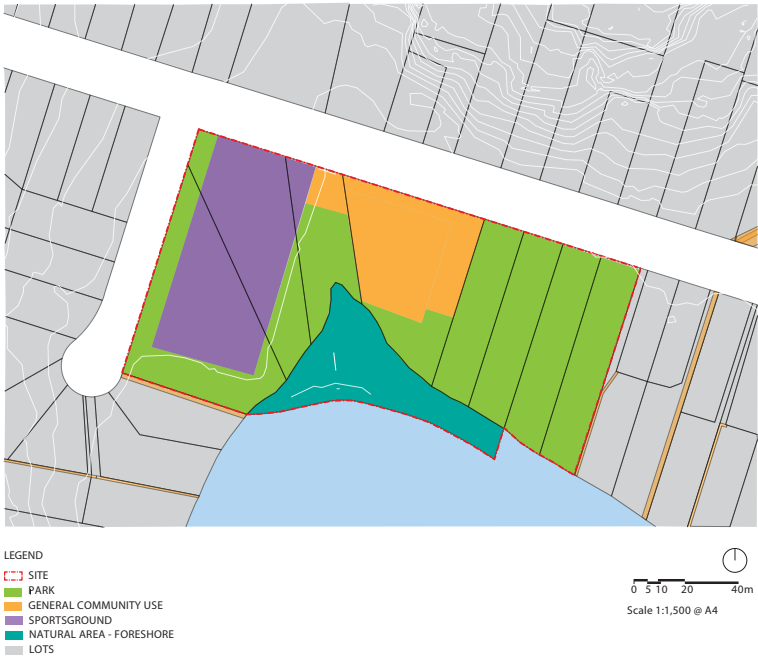 LEGEND
SITE
PARK
GENERAL COMMUNITY USE
SPORTSGROUND
NATURAL AREA - FORESHORE
LOTS
0 5 10 20 40m
Scale 1:1,500 @ A4